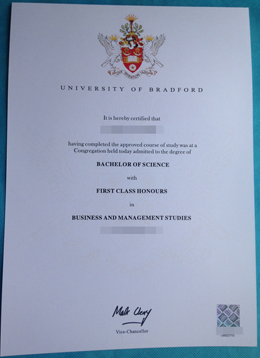 UNIVERSITY OF BRADFORD
It is hereby certified that
having completed the approved course of study was at a
Congregation held today admitted to the degree of
BACHELOR OF SCIENCE
with
FIRST CLASS HONOURS
in
BUSINESS AND MANAGEMENT STUDIES
Vice-Chancellor